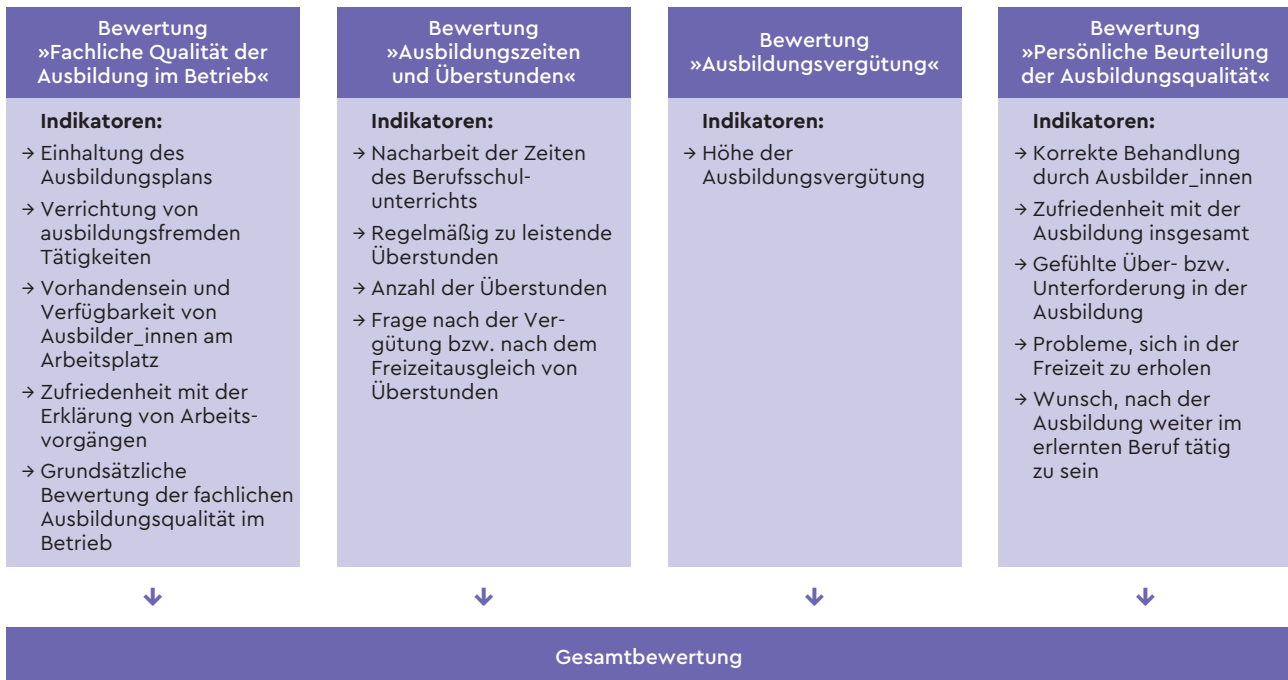 Bewertung
»Fachliche Qualität der
Ausbildung im Betrieb«
Indikatoren:
→ Einhaltung des
Ausbildungsplans
→ Verrichtung von
ausbildungsfremden
Tätigkeiten
→ Vorhandensein und
Verfügbarkeit von
Ausbilder_innen am
Arbeitsplatz
→ Zufriedenheit mit der
Erklärung von Arbeits-
vorgängen
→ Grundsätzliche
Bewertung der fachlichen
Ausbildungsqualität im
Betrieb
Bewertung
»Ausbildungszeiten
und Überstunden«
Indikatoren:
→ Nacharbeit der Zeiten
des Berufsschul-
unterrichts
→ Regelmäßig zu leistende
Überstunden
→ Anzahl der Überstunden
→ Frage nach der Ver-
gütung bzw. nach dem
Freizeitausgleich von
Überstunden
Bewertung
»Ausbildungsvergütung«
Indikatoren:
→ Höhe der
Ausbildungsvergütung
Bewertung
»Persönliche Beurteilung
der Ausbildungsqualität«
Indikatoren:
→ Korrekte Behandlung
durch Ausbilder_innen
→ Zufriedenheit mit der
Ausbildung insgesamt
→ Gefühlte Über- bzw.
Unterforderung in der
Ausbildung
→ Probleme, sich in der
Freizeit zu erholen
→ Wunsch, nach der
Ausbildung weiter im
erlernten Beruf tätig
zu sein
Gesamtbewertung